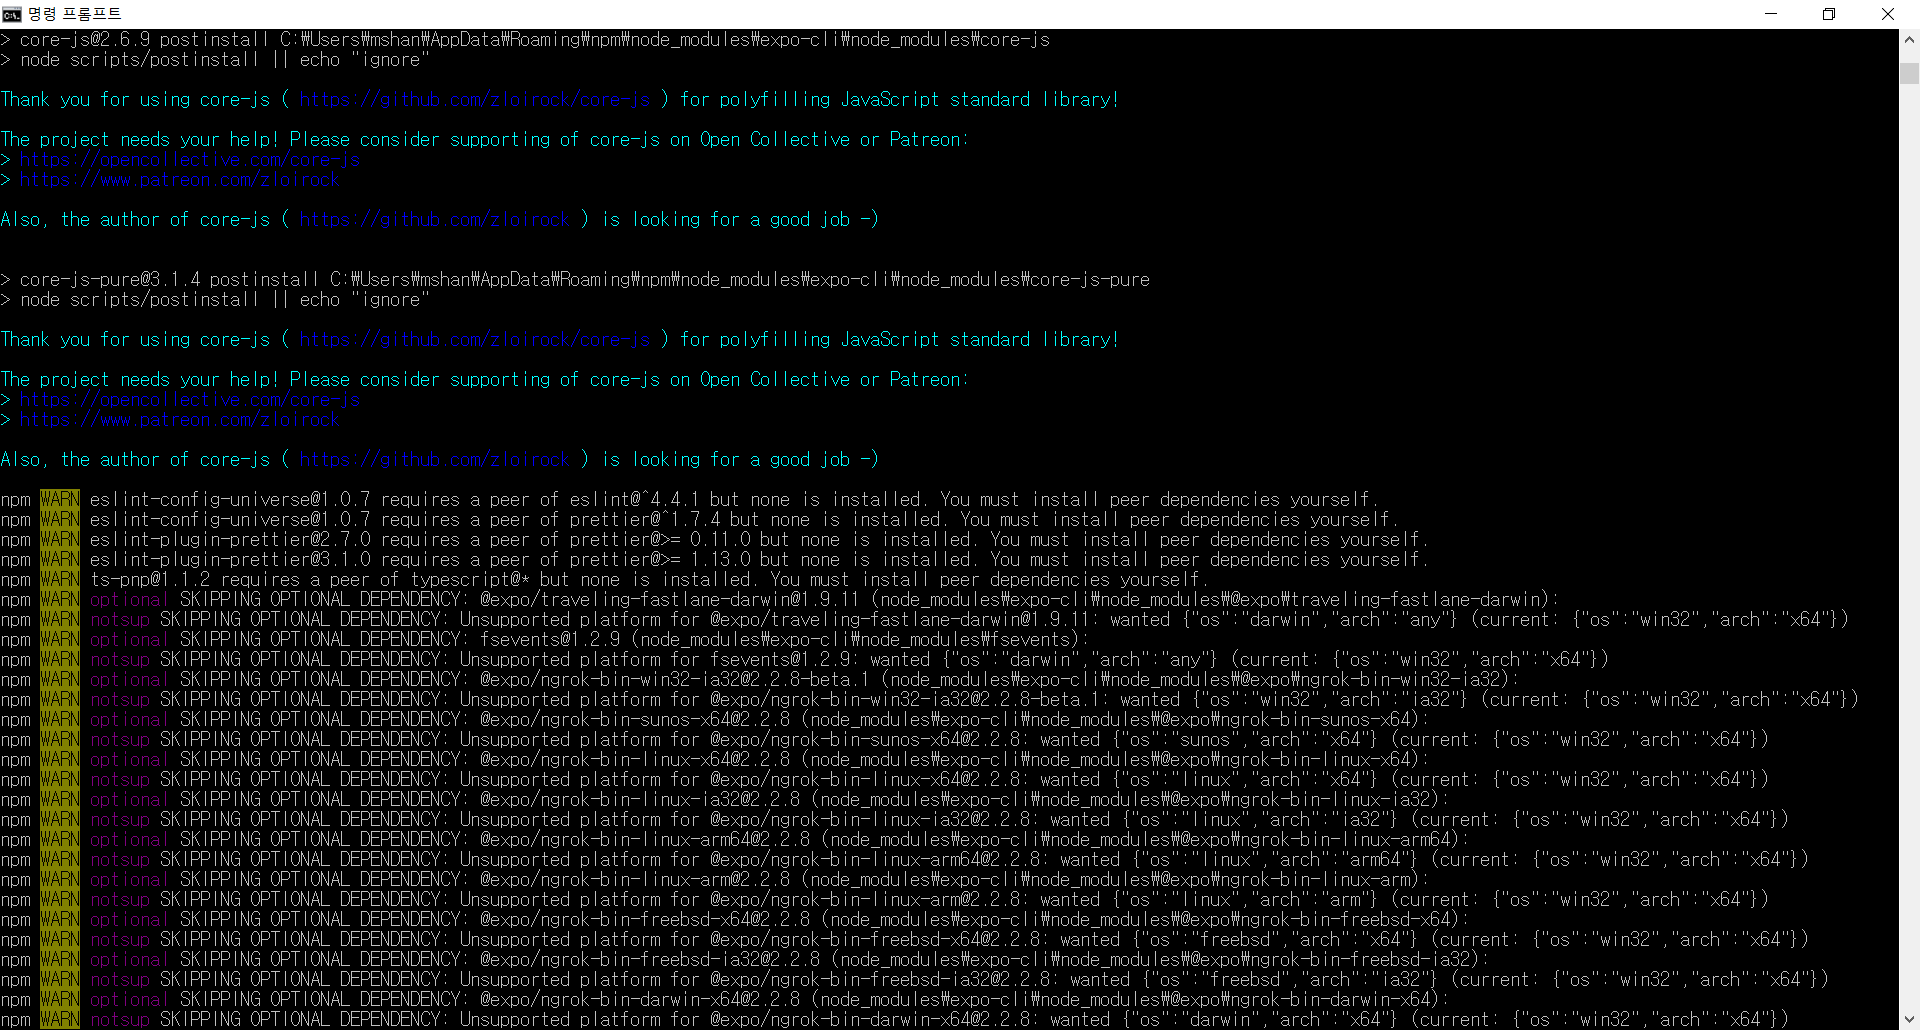 명령 프롬프트
> core-js@2.6.9 postinstall C:₩Users₩mshan₩AppData₩Roaming₩npm₩node_modules₩expo-cli₩node_modules₩core-js
> node scripts/postinstall || echo "ignore"
Thank you for using core-js ( https://github.com/zloirock/core-js ) for polyfilling JavaScript standard library!
The project needs your help! Please consider supporting of core-js on Open Collective or Patreon:
> https://opencollective.com/core-js
> https://www.patreon.com/zloirock
Also, the author of core-js ( https://github.com/zloirock ) is looking for a good job -)
> core-js-pure@3.1.4 postinstall C:₩Users₩mshan₩AppData₩Roaming₩npm₩node_modules₩expo-cli₩node_modules₩core-js-pure
> node scripts/postinstall || echo "ignore"
Thank you for using core-js ( https://github.com/zloirock/core-js ) for polyfilling JavaScript standard library!
The project needs your help! Please consider supporting of core-js on Open Collective or Patreon:
> https://opencollective.com/core-js
> https://www.patreon.com/zloirock
Also, the author of core-js ( https://github.com/zloirock ) is looking for a good job -)
npm WARN eslint-config-universe@1.0.7 requires a peer of eslint@^4.4.1 but none is installed. You must install peer dependencies yourself.
npm WARN eslint-config-universe@1.0.7 requires a peer of prettier@^1.7.4 but none is installed. You must install peer dependencies yourself.
npm WARN eslint-plugin-prettier@2.7.0 requires a peer of prettier@>= 0.11.0 but none is installed. You must install peer dependencies yourself.
npm WARN eslint-plugin-prettier@3.1.0 requires a peer of prettier@>= 1.13.0 but none is installed. You must install peer dependencies yourself.
npm WARN ts-pnp@1.1.2 requires a peer of typescript@* but none is installed. You must install peer dependencies yourself.
npm WARN optional SKIPPING OPTIONAL DEPENDENCY: @expo/traveling-fastlane-darwin@1.9.11 (node_modules₩expo-cli₩node_modules₩@expo₩traveling-fastlane-darwin):
npm WARN notsup SKIPPING OPTIONAL DEPENDENCY: Unsupported platform for @expo/traveling-fastlane-darwin@1.9.11: wanted {"os":"darwin","arch":"any"} (current: {"os":"win32","arch":"x64"})
npm WARN optional SKIPPING OPTIONAL DEPENDENCY: fsevents@1.2.9 (node_modules₩expo-cli₩node_modules₩fsevents):
npm WARN notsup SKIPPING OPTIONAL DEPENDENCY: Unsupported platform for fsevents@1.2.9: wanted {"os":"darwin","arch":"any"} (current: {"os":"win32","arch":"x64"})
npm WARN optional SKIPPING OPTIONAL DEPENDENCY: @expo/ngrok-bin-win32-ia32@2.2.8-beta.1 (node_modules₩expo-cli₩node_modules₩@expo₩ngrok-bin-win32-ia32):
npm WARN notsup SKIPPING OPTIONAL DEPENDENCY: Unsupported platform for @expo/ngrok-bin-win32-ia32@2.2.8-beta.1: wanted {"os":"win32","arch":"ia32"} (current: {"os":"win32","arch":"x64"})
npm WARN optional SKIPPING OPTIONAL DEPENDENCY: @expo/ngrok-bin-sunos-x64@2.2.8 (node_modules₩expo-cli₩node_modules₩@expo₩ngrok-bin-sunos-x64):
npm WARN notsup SKIPPING OPTIONAL DEPENDENCY: Unsupported platform for @expo/ngrok-bin-sunos-x64@2.2.8: wanted {"os":"sunos","arch":"x64"} (current: {"os":"win32","arch":"x64"})
npm WARN optional SKIPPING OPTIONAL DEPENDENCY: @expo/ngrok-bin-linux-x64@2.2.8 (node_modules₩expo-cli₩node_modules₩@expo₩ngrok-bin-linux-x64):
npm WARN notsup SKIPPING OPTIONAL DEPENDENCY: Unsupported platform for @expo/ngrok-bin-linux-x64@2.2.8: wanted {"os":"linux","arch":"x64"} (current: {"os":"win32","arch":"x64"})
npm WARN optional SKIPPING OPTIONAL DEPENDENCY: @expo/ngrok-bin-linux-ia32@2.2.8 (node_modules₩expo-cli₩node_modules₩@expo₩ngrok-bin-linux-ia32):
npm WARN notsup SKIPPING OPTIONAL DEPENDENCY: Unsupported platform for @expo/ngrok-bin-linux-ia32@2.2.8: wanted {"os":"linux","arch":"ia32"} (current: {"os":"win32","arch":"x64"})
npm WARN optional SKIPPING OPTIONAL DEPENDENCY: @expo/ngrok-bin-linux-arm64@2.2.8 (node_modules₩expo-cli₩node_modules₩@expo₩ngrok-bin-linux-arm64):
npm WARN notsup SKIPPING OPTIONAL DEPENDENCY: Unsupported platform for @expo/ngrok-bin-linux-arm64@2.2.8: wanted {"os":"linux","arch":"arm64"} (current: {"os":"win32","arch":"x64"})
npm WARN optional SKIPPING OPTIONAL DEPENDENCY: @expo/ngrok-bin-linux-arm@2.2.8 (node_modules₩expo-cli₩node_modules₩@expo₩ngrok-bin-linux-arm):
npm WARN notsup SKIPPING OPTIONAL DEPENDENCY: Unsupported platform for @expo/ngrok-bin-linux-arm@2.2.8: wanted {"os":"linux","arch":"arm"} (current: {"os":"win32","arch":"x64"})
npm WARN optional SKIPPING OPTIONAL DEPENDENCY: @expo/ngrok-bin-freebsd-x64@2.2.8 (node_modules₩expo-cli₩node_modules₩@expo₩ngrok-bin-freebsd-x64):
npm WARN notsup SKIPPING OPTIONAL DEPENDENCY: Unsupported platform for @expo/ngrok-bin-freebsd-x64@2.2.8: wanted {"os":"freebsd","arch":"x64"} (current: {"os":"win32","arch":"x64"})
npm WARN optional SKIPPING OPTIONAL DEPENDENCY: @expo/ngrok-bin-freebsd-ia32@2.2.8 (node_modules₩expo-cli₩node_modules₩@expo₩ngrok-bin-freebsd-ia32):
npm WARN notsup SKIPPING OPTIONAL DEPENDENCY: Unsupported platform for @expo/ngrok-bin-freebsd-ia32@2.2.8: wanted {"os":"freebsd","arch":"ia32"} (current: {"os":"win32","arch":"x64"})
npm WARN optional SKIPPING OPTIONAL DEPENDENCY: @expo/ngrok-bin-darwin-x64@2.2.8 (node_modules₩expo-cli₩node_modules₩@expo₩ngrok-bin-darwin-x64):
npm WARN notsup SKIPPING OPTIONAL DEPENDENCY: Unsupported platform for @expo/ngrok-bin-darwin-x64@2.2.8: wanted {"os":"darwin","arch":"x64"} (current: {"os":"win32","arch":"x64"})